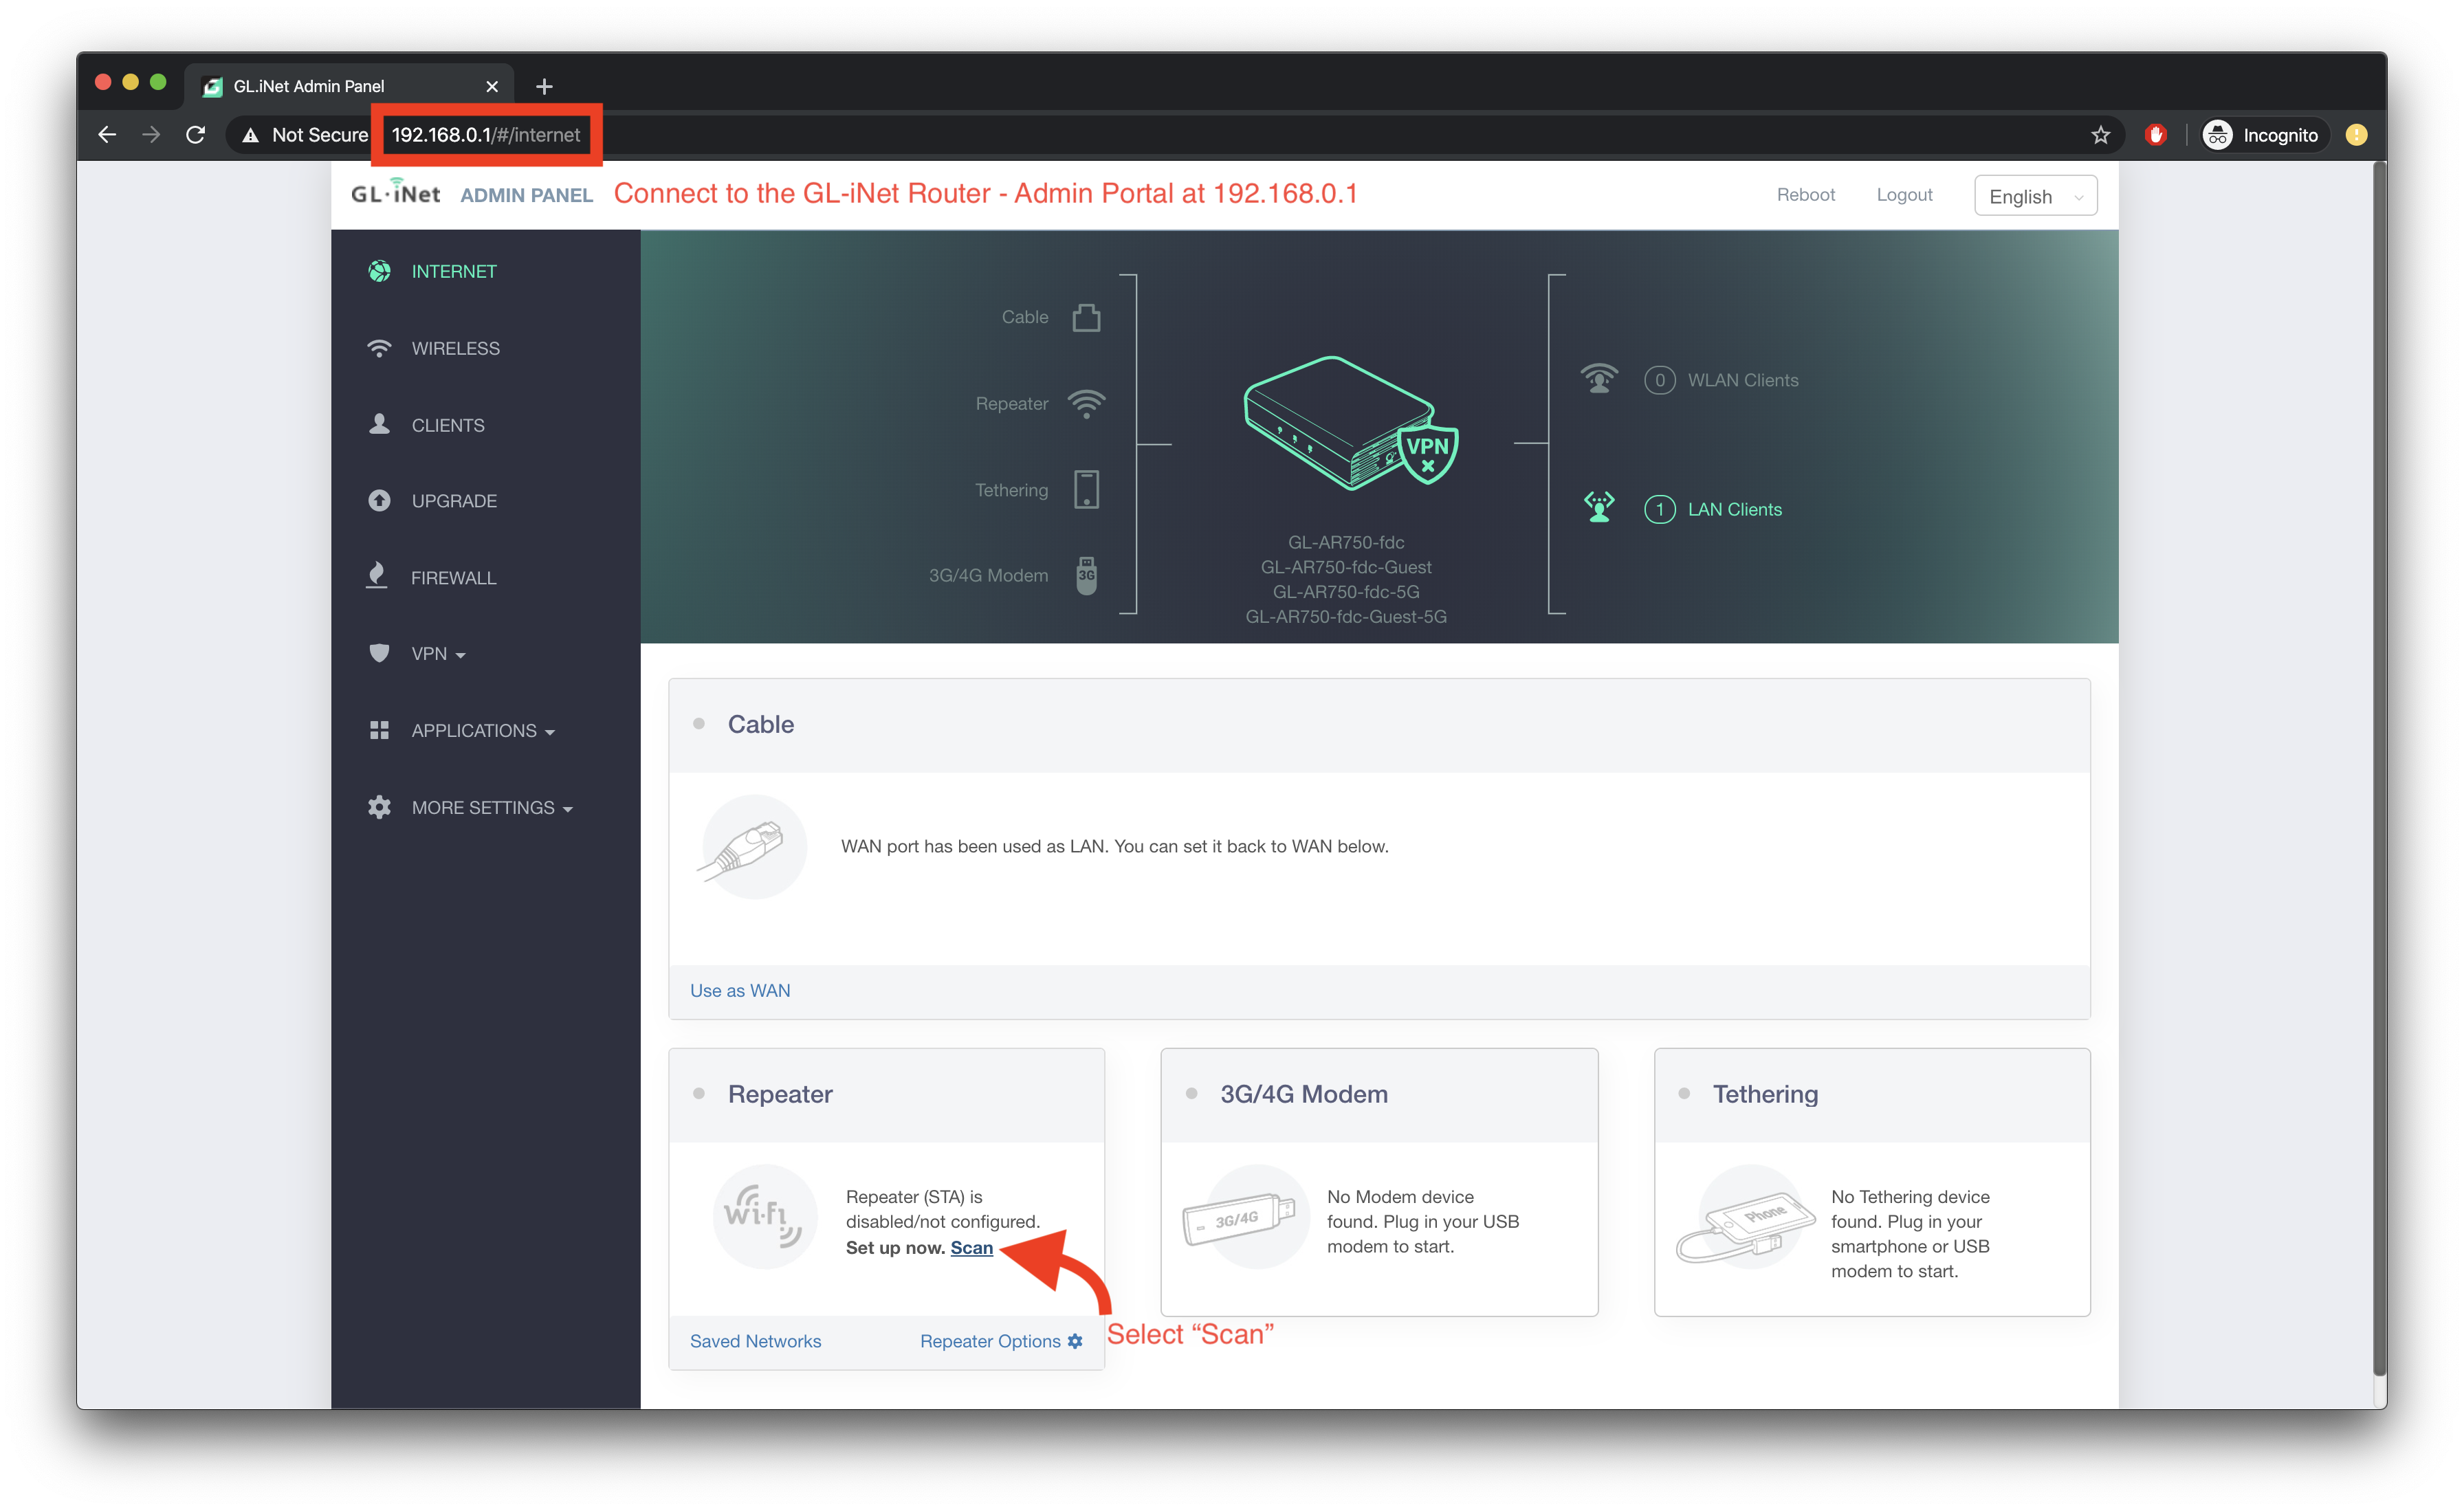 GL.iNet Admin Panel
Not Secure 192.168.0.1/#/internet
Incognito
GL·iNet ADMIN PANEL Connect to the GL-iNet Router - Admin Portal at 192.168.0.1
Reboot Logout English
INTERNET
WIRELESS
CLIENTS
UPGRADE
FIREWALL
VPN
APPLICATIONS
MORE SETTINGS
Cable
Repeater
Tethering
3G/4G Modem 3G
VPN
GL-AR750-fdc
GL-AR750-fdc-Guest
GL-AR750-fdc-5G
GL-AR750-fdc-Guest-5G
0 WLAN Clients
1 LAN Clients
Cable
WAN port has been used as LAN. You can set it back to WAN below.
Use as WAN
Repeater
Wi-Fi
Repeater (STA) is
disabled/not configured.
Set up now. Scan
Saved Networks Repeater Options
Select “Scan”
3G/4G Modem
3G/4G
No Modem device
found. Plug in your USB
modem to start.
Tethering
Phone
No Tethering device
found. Plug in your
smartphone or USB
modem to start.